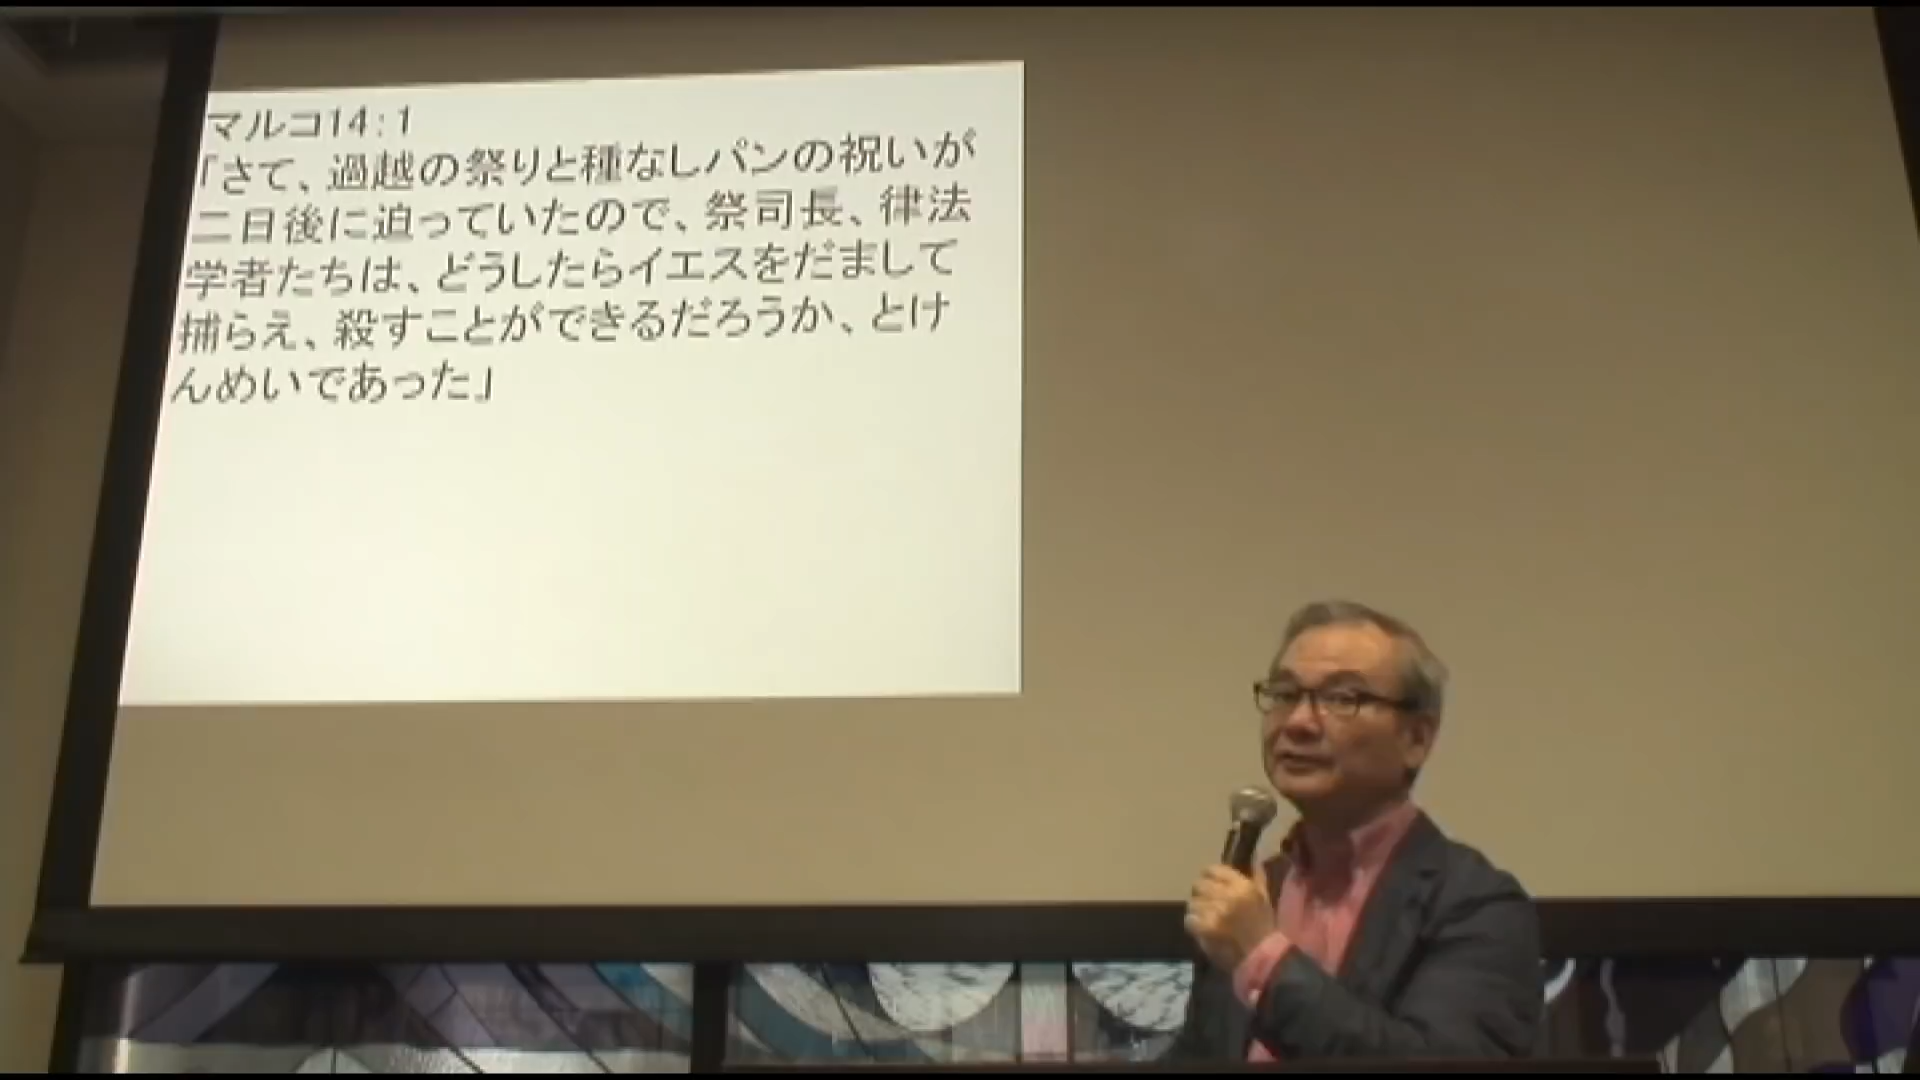 マルコ14:1
「さて、過越の祭りと種なしパンの祝いが
二日後に迫っていたので、祭司長、律法
学者たちは、どうしたらイエスをだまして
捕らえ、殺すことができるだろうか、とけ
んめいであった」